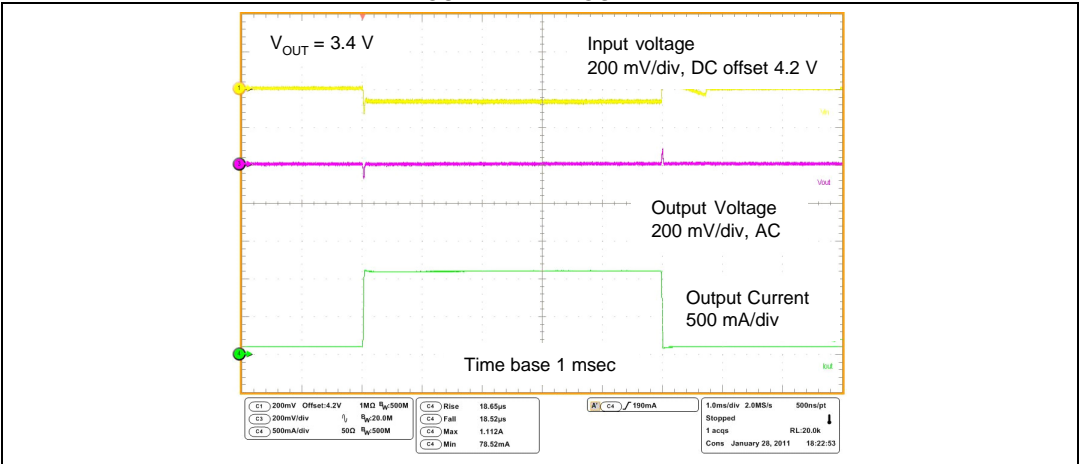 V_OUT = 3.4 V
Input voltage
200 mV/div, DC offset 4.2 V
1
Vout
Output Voltage
200 mV/div, AC
Output Current
500 mA/div
4
Time base 1 msec
Iout
C1 200mV Offset:4.2V 1MΩ BW:500M
C3 200mV/div BW:20.0M
C4 500mA/div 50Ω BW:500M
C4 Rise 18.65µs
C4 Fall 18.52µs
C4 Max 1.112A
C4 Min 78.52mA
A' C4 190mA
1.0ms/div 2.0MS/s 500ns/pt
Stopped
1 acqs RL:20.0k
Cons January 28, 2011 18:22:53